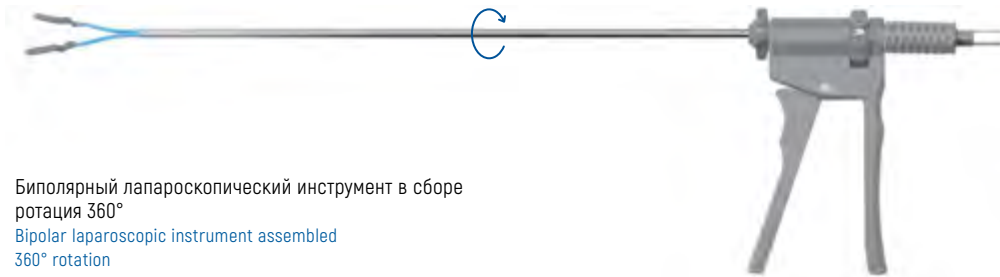 Биполярный лапароскопический инструмент в сборе
ротация 360°
Bipolar laparoscopic instrument assembled
360° rotation